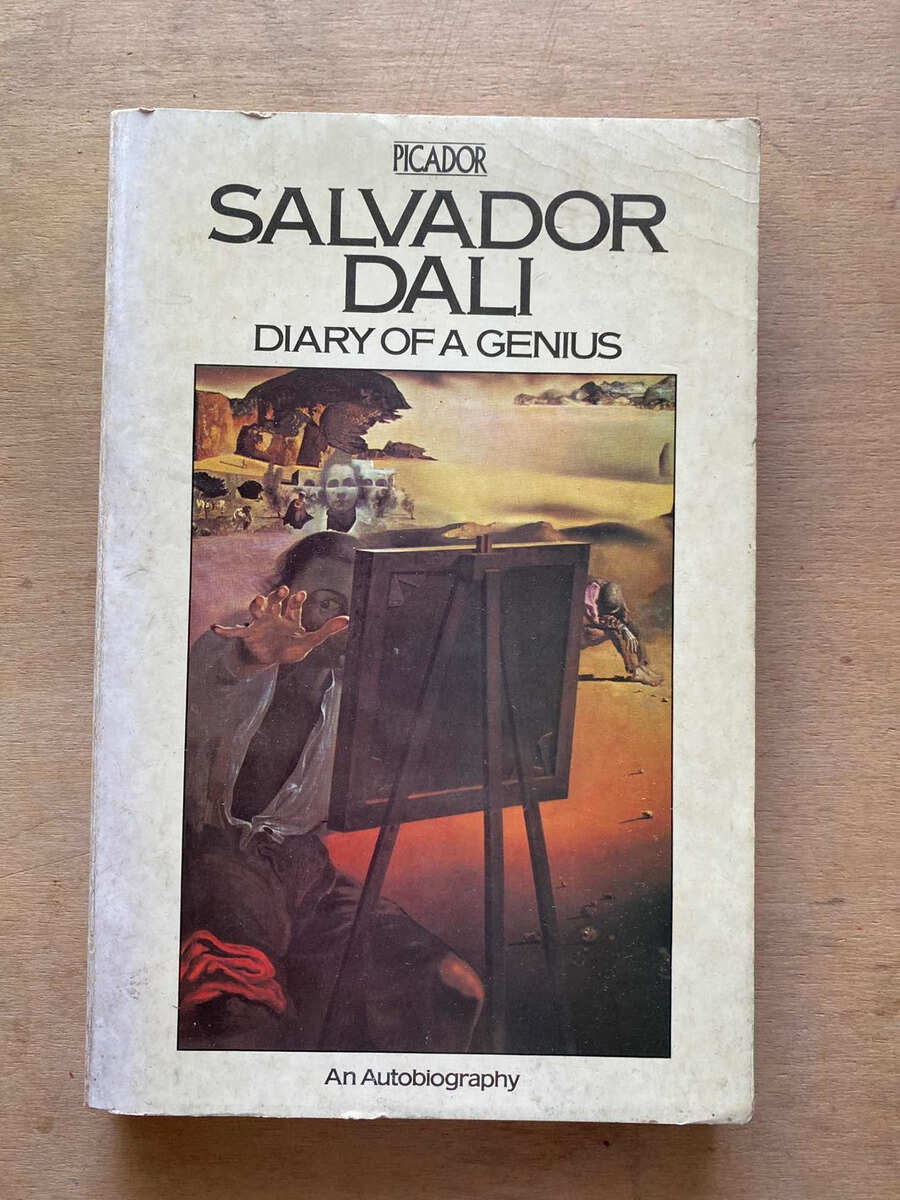 PICADOR
SALVADOR
DALI
DIARY OF A GENIUS
An Autobiography